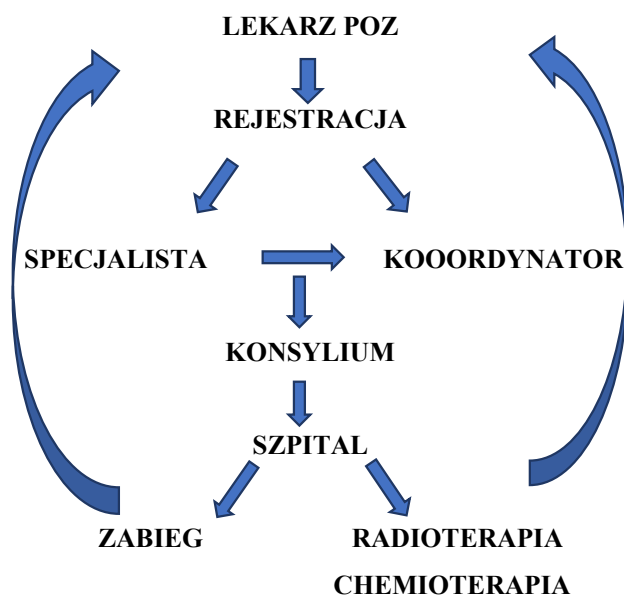 LEKARZ POZ
REJESTRACJA
SPECJALISTA
KOOORDYNATOR
KONSYLIUM
SZPITAL
ZABIEG
RADIOTERAPIA
CHEMIOTERAPIA